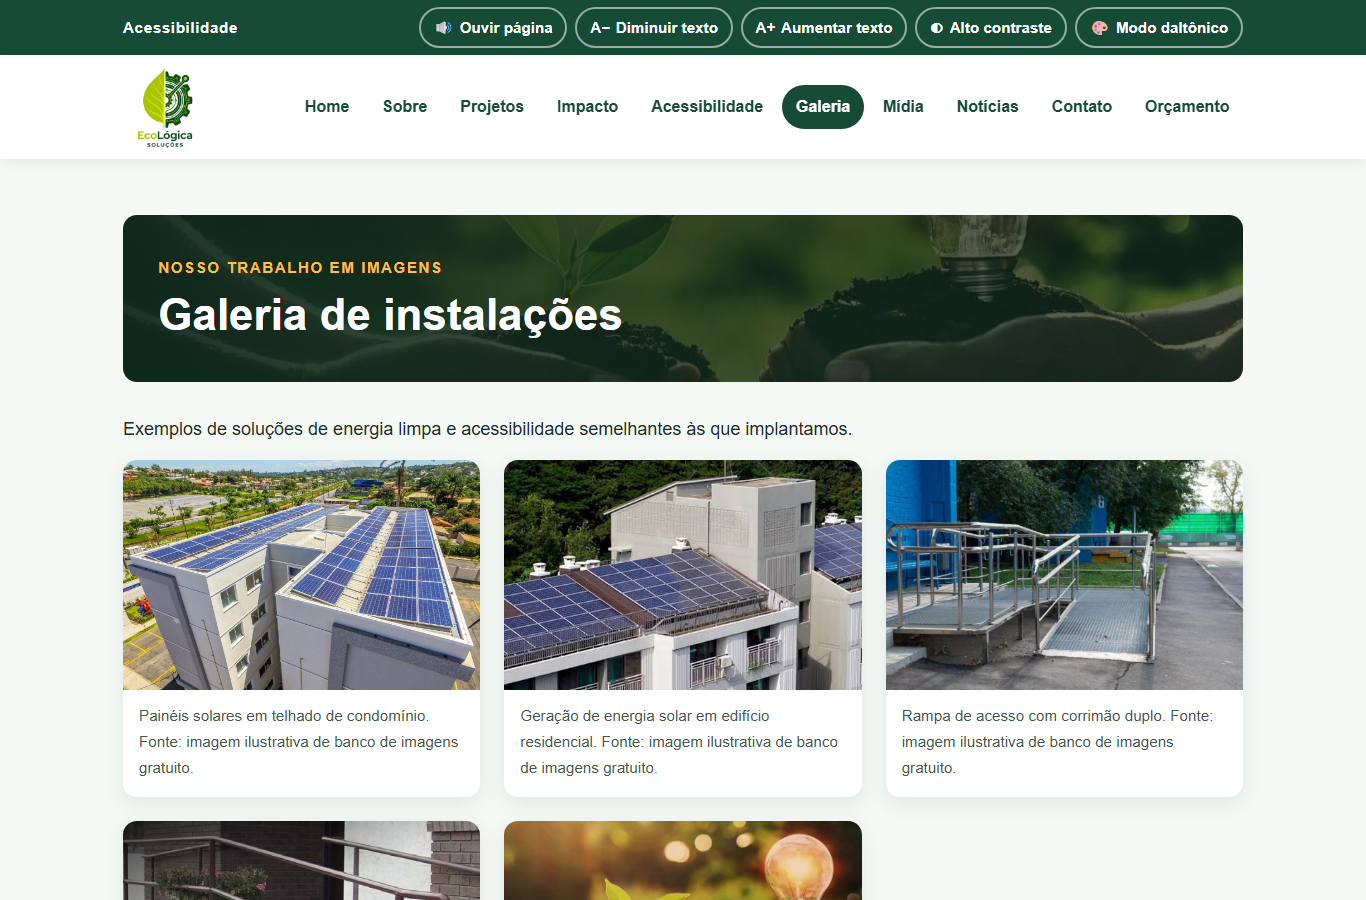 Acessibilidade
Ouvir página
A− Diminuir texto
A+ Aumentar texto
Alto contraste
Modo daltônico
EcoLógica
SOLUÇÕES
Home
Sobre
Projetos
Impacto
Acessibilidade
Galeria
Mídia
Notícias
Contato
Orçamento
NOSSO TRABALHO EM IMAGENS
Galeria de instalações
Exemplos de soluções de energia limpa e acessibilidade semelhantes às que implantamos.
Painéis solares em telhado de condomínio.
Fonte: imagem ilustrativa de banco de imagens
gratuito.
Geração de energia solar em edifício
residencial. Fonte: imagem ilustrativa de banco
de imagens gratuito.
Rampa de acesso com corrimão duplo. Fonte:
imagem ilustrativa de banco de imagens
gratuito.